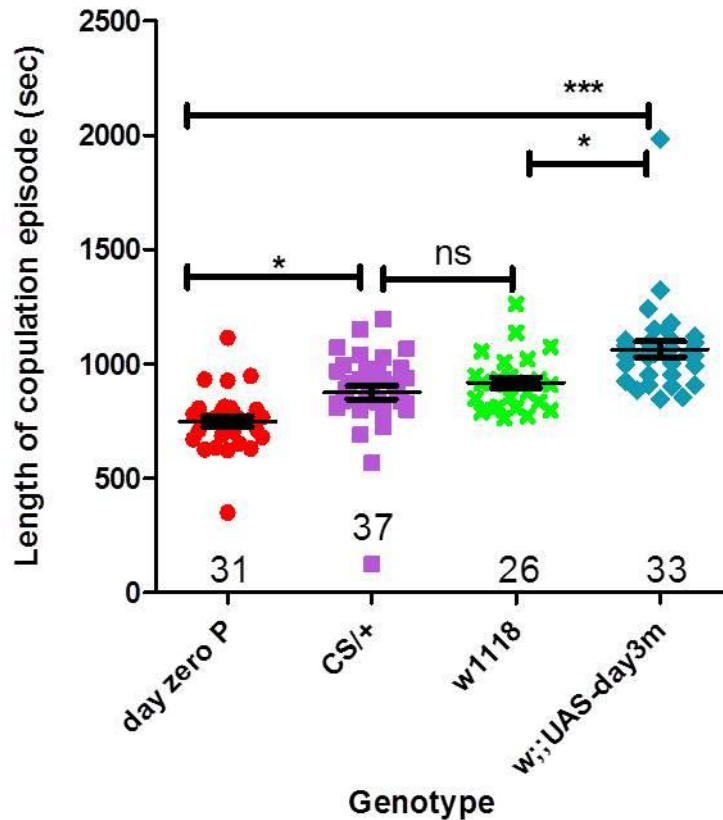 Length of copulation episode (sec)
2500
2000
1500
1000
500
0
***
*
*
ns
31
37
26
33
day zero P
CS/+
w1118
w;;UAS-day3m
Genotype